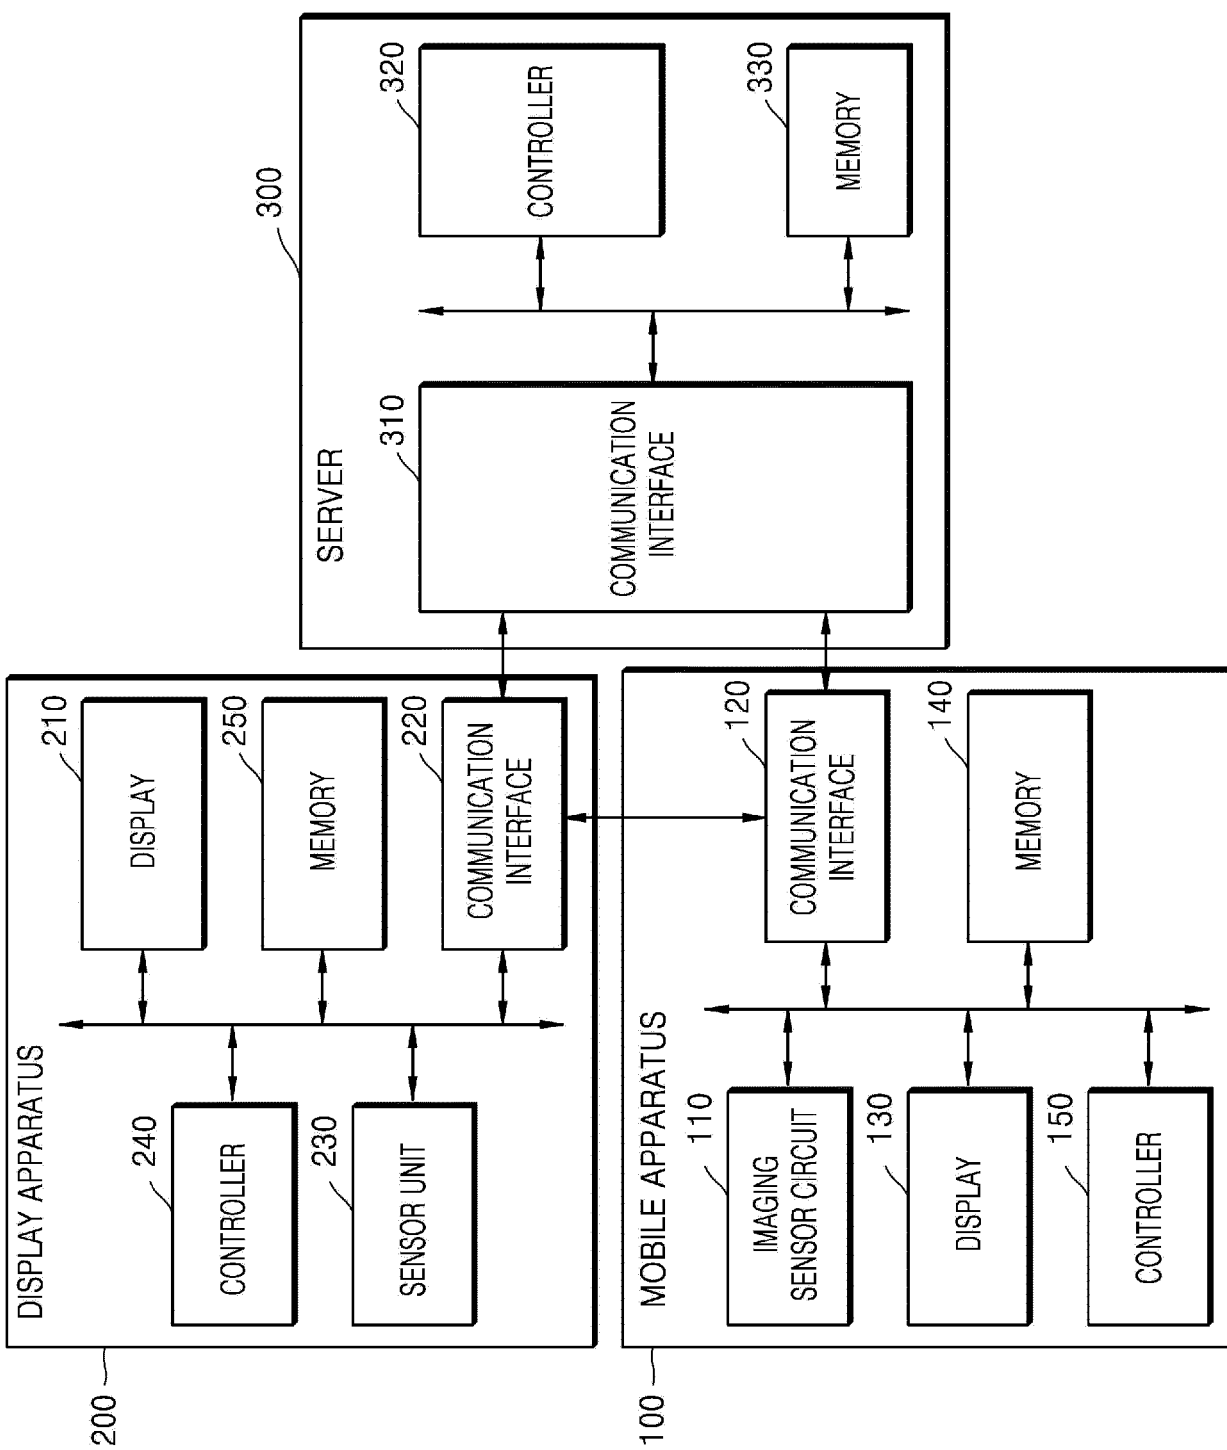 200
DISPLAY APPARATUS
240
CONTROLLER
230
SENSOR UNIT
210
DISPLAY
250
MEMORY
220
COMMUNICATION
INTERFACE
300
SERVER
310
COMMUNICATION
INTERFACE
320
CONTROLLER
330
MEMORY
100
MOBILE APPARATUS
110
IMAGING
SENSOR CIRCUIT
130
DISPLAY
150
CONTROLLER
120
COMMUNICATION
INTERFACE
140
MEMORY